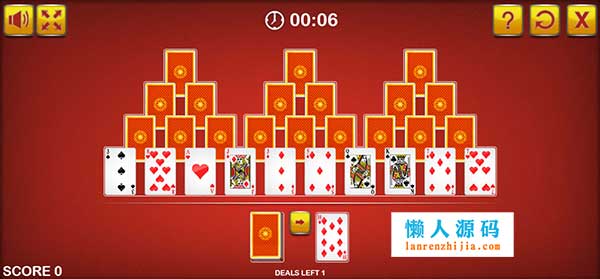 00:06
?
X
懒人源码
lanrenzhijia.com
SCORE 0
DEALS LEFT 1